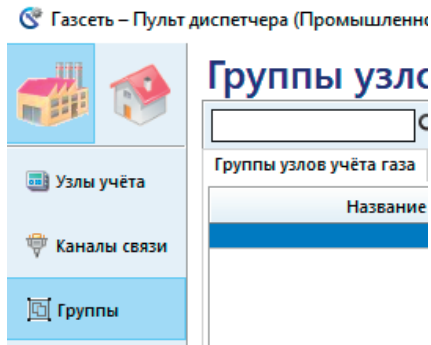 Газсеть – Пульт диспетчера (Промышленно
Группы узло
Группы узлов учёта газа
Название
Узлы учёта
Каналы связи
Группы